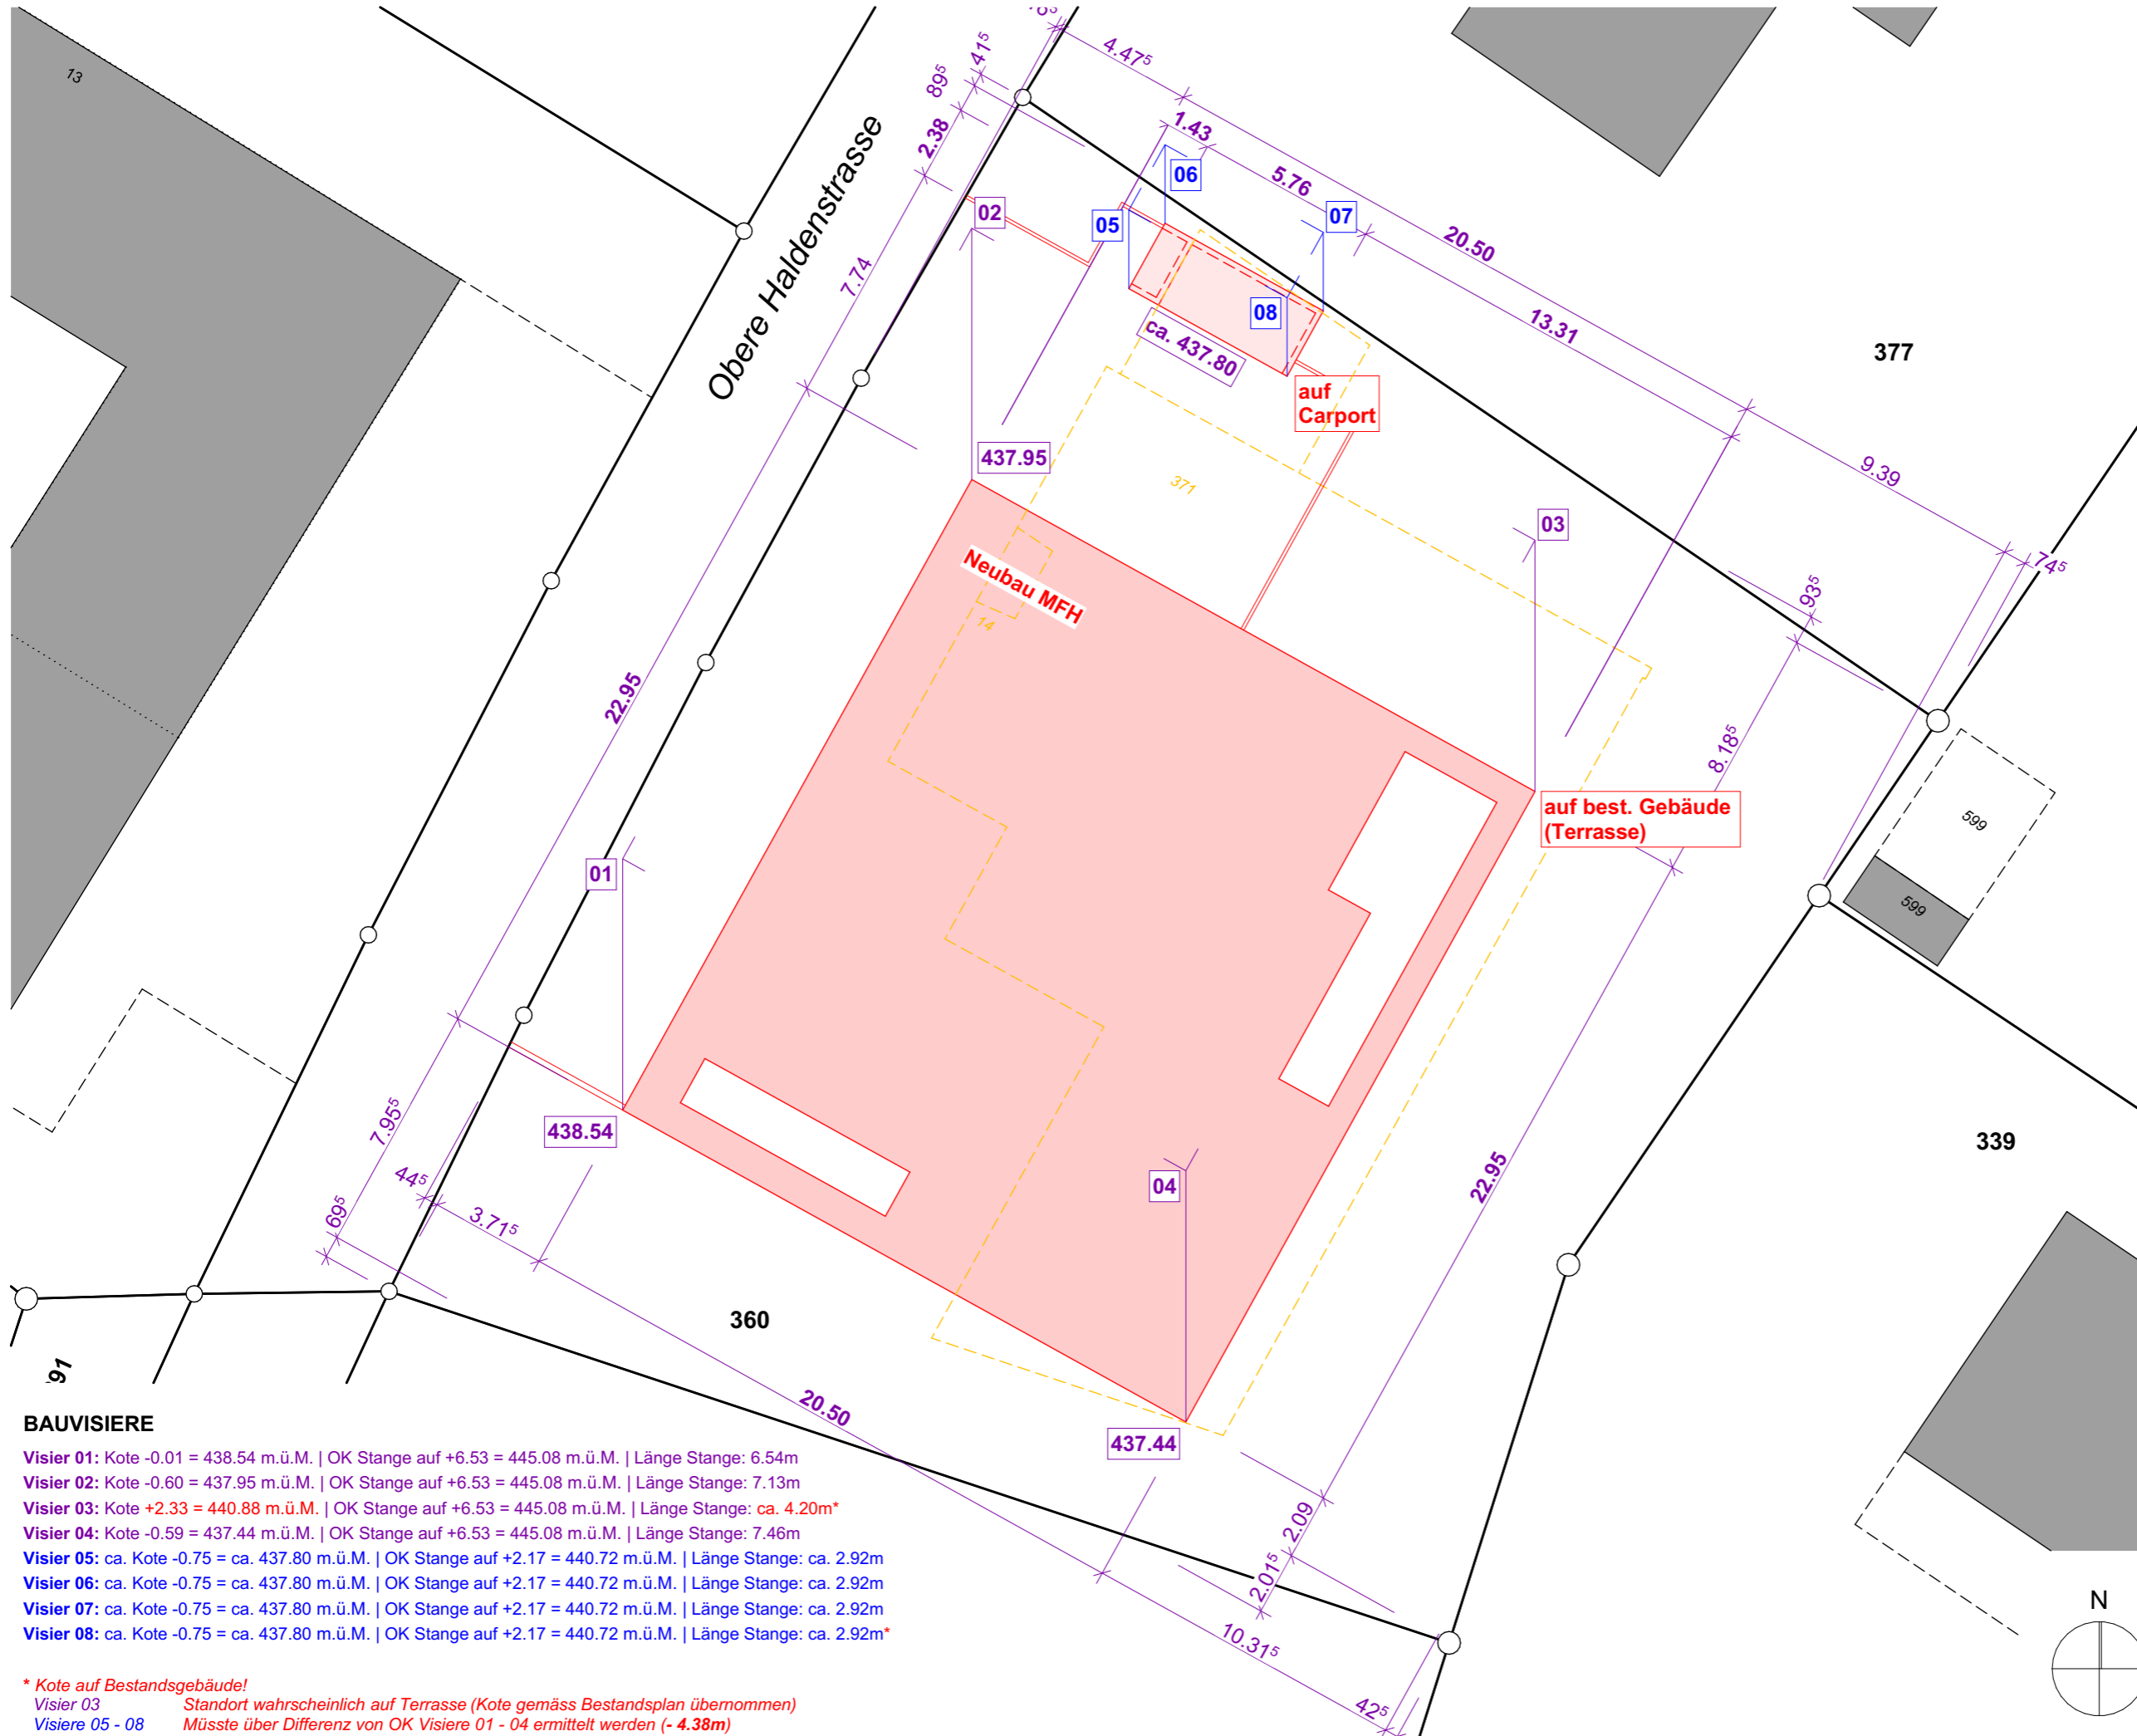 13
Obere Haldenstrasse
41⁵
89⁵
2.38
7.74
22.95
7.95⁵
69⁵
44⁵
3.71⁵
4.47⁵
1.43
5.76
20.50
13.31
9.39
74⁵
93⁵
8.18⁵
22.95
2.09
2.01⁵
20.50
10.31⁵
42⁵
01
02
03
04
05
06
07
08
ca. 437.80
437.95
438.54
437.44
auf
Carport
371
14
Neubau MFH
auf best. Gebäude
(Terrasse)
377
599
599
339
360
N
BAUVISIERE
Visier 01: Kote -0.01 = 438.54 m.ü.M. | OK Stange auf +6.53 = 445.08 m.ü.M. | Länge Stange: 6.54m
Visier 02: Kote -0.60 = 437.95 m.ü.M. | OK Stange auf +6.53 = 445.08 m.ü.M. | Länge Stange: 7.13m
Visier 03: Kote +2.33 = 440.88 m.ü.M. | OK Stange auf +6.53 = 445.08 m.ü.M. | Länge Stange: ca. 4.20m*
Visier 04: Kote -0.59 = 437.44 m.ü.M. | OK Stange auf +6.53 = 445.08 m.ü.M. | Länge Stange: 7.46m
Visier 05: ca. Kote -0.75 = ca. 437.80 m.ü.M. | OK Stange auf +2.17 = 440.72 m.ü.M. | Länge Stange: ca. 2.92m
Visier 06: ca. Kote -0.75 = ca. 437.80 m.ü.M. | OK Stange auf +2.17 = 440.72 m.ü.M. | Länge Stange: ca. 2.92m
Visier 07: ca. Kote -0.75 = ca. 437.80 m.ü.M. | OK Stange auf +2.17 = 440.72 m.ü.M. | Länge Stange: ca. 2.92m
Visier 08: ca. Kote -0.75 = ca. 437.80 m.ü.M. | OK Stange auf +2.17 = 440.72 m.ü.M. | Länge Stange: ca. 2.92m*
* Kote auf Bestandsgebäude!
Visier 03 Standort wahrscheinlich auf Terrasse (Kote gemäss Bestandsplan übernommen)
Visiere 05 - 08 Müsste über Differenz von OK Visiere 01 - 04 ermittelt werden (- 4.38m)